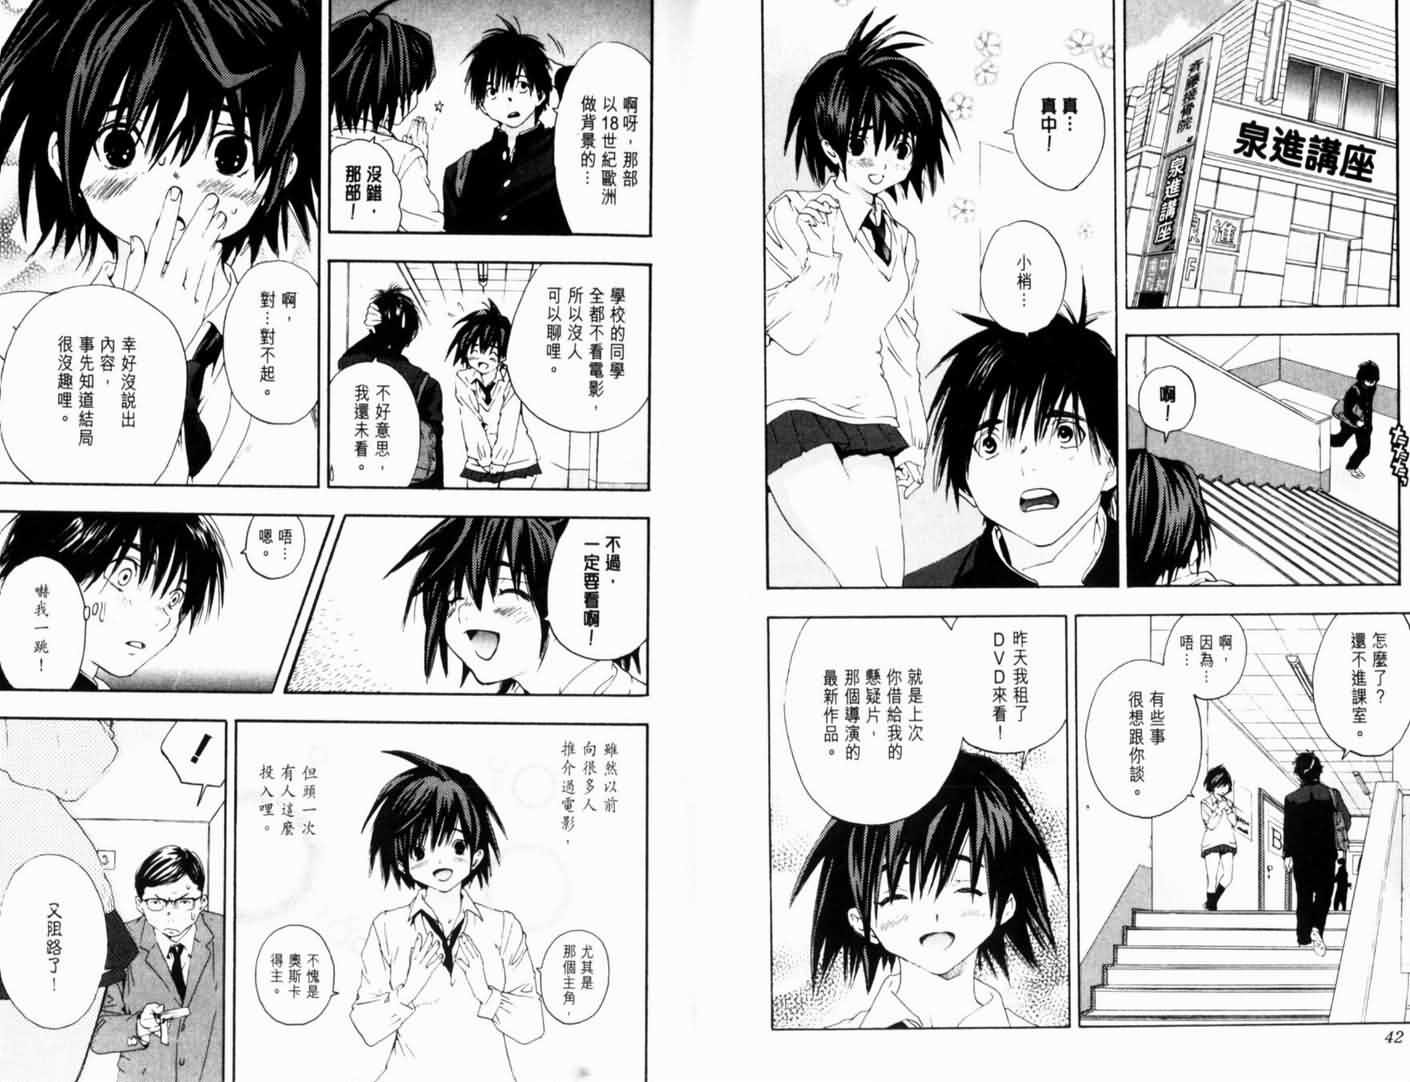 泉進講座
泉進講座
進
啊！
たたたたっ
真…
真中！
小梢…
怎麼了？
還不進課室。
啊，
因為…
唔…
有些事
很想跟你談。
昨天我租了
DVD來看！
就是上次
你借給我的
懸疑片，
那個導演的
最新作品。
42
啊呀，那部
以18世紀歐洲
做背景的…
沒錯，
那部！
學校的同學
全都不看電影，
所以沒人
可以聊哩。
不好意思，
我還未看。
啊，
對…對不起。
幸好沒說出
內容，
事先知道結局
很沒趣哩。
不過，
一定要看啊！
唔…
嗯。
嚇我一跳！
雖然以前
向很多人
推介過電影，
但頭一次
有人這麼
投入哩。
尤其是
那個主角，
不愧是
奧斯卡
得主。
！
又阻路了！